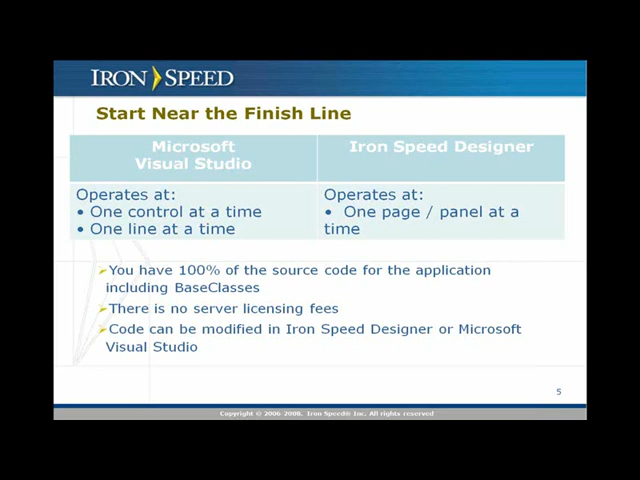 IRON SPEED
Start Near the Finish Line
Microsoft
Visual Studio
Iron Speed Designer
Operates at:
• One control at a time
• One line at a time
Operates at:
• One page / panel at a
time
You have 100% of the source code for the application
including BaseClasses
There is no server licensing fees
Code can be modified in Iron Speed Designer or Microsoft
Visual Studio
5
Copyright © 2006-2008. Iron Speed® Inc. All rights reserved